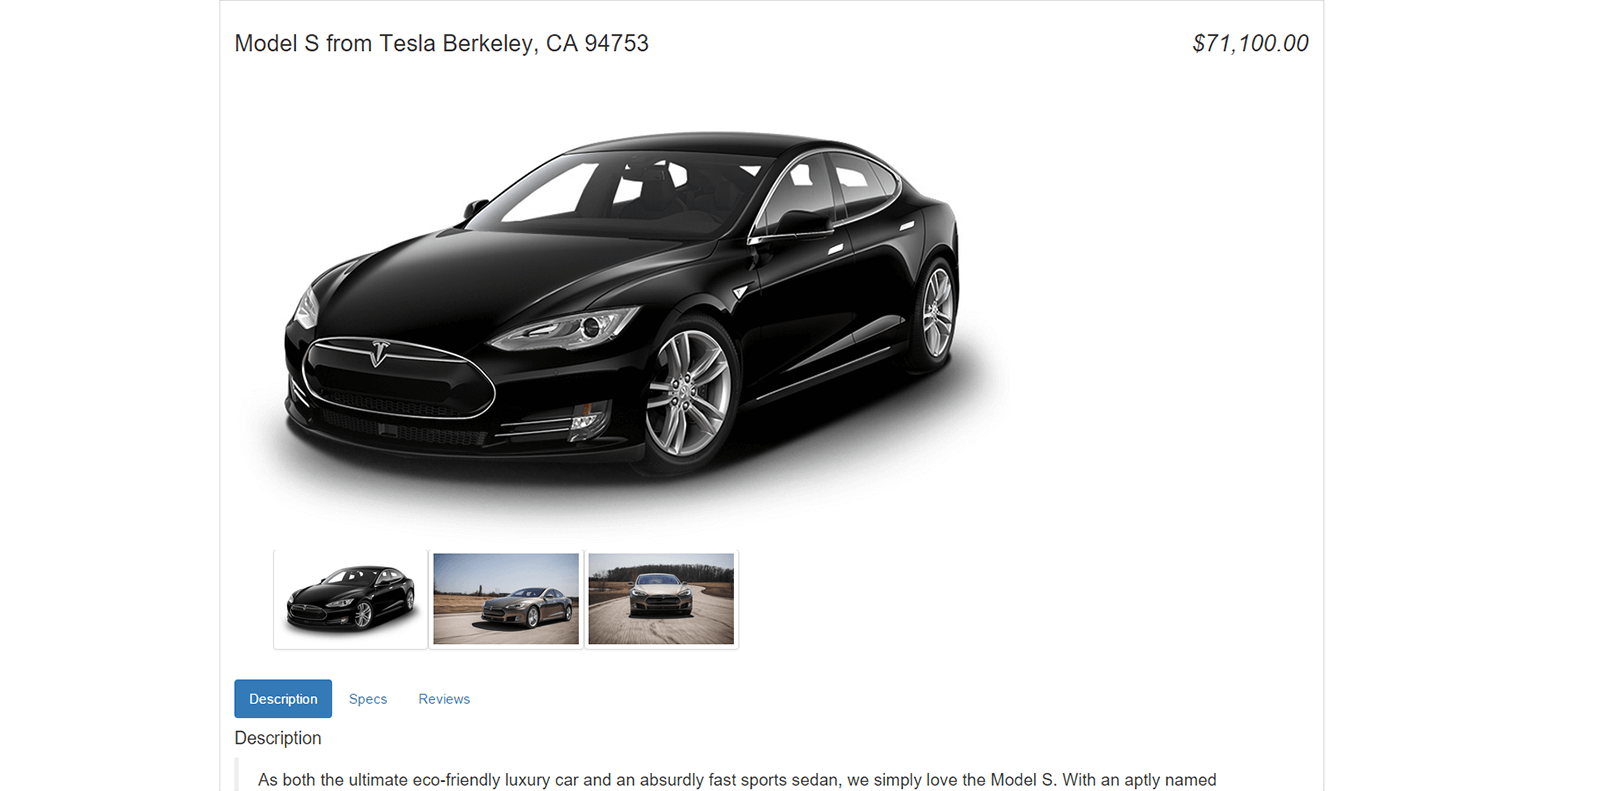 Model S from Tesla Berkeley, CA 94753
$71,100.00
Description
Specs
Reviews
Description
As both the ultimate eco-friendly luxury car and an absurdly fast sports sedan, we simply love the Model S. With an aptly named